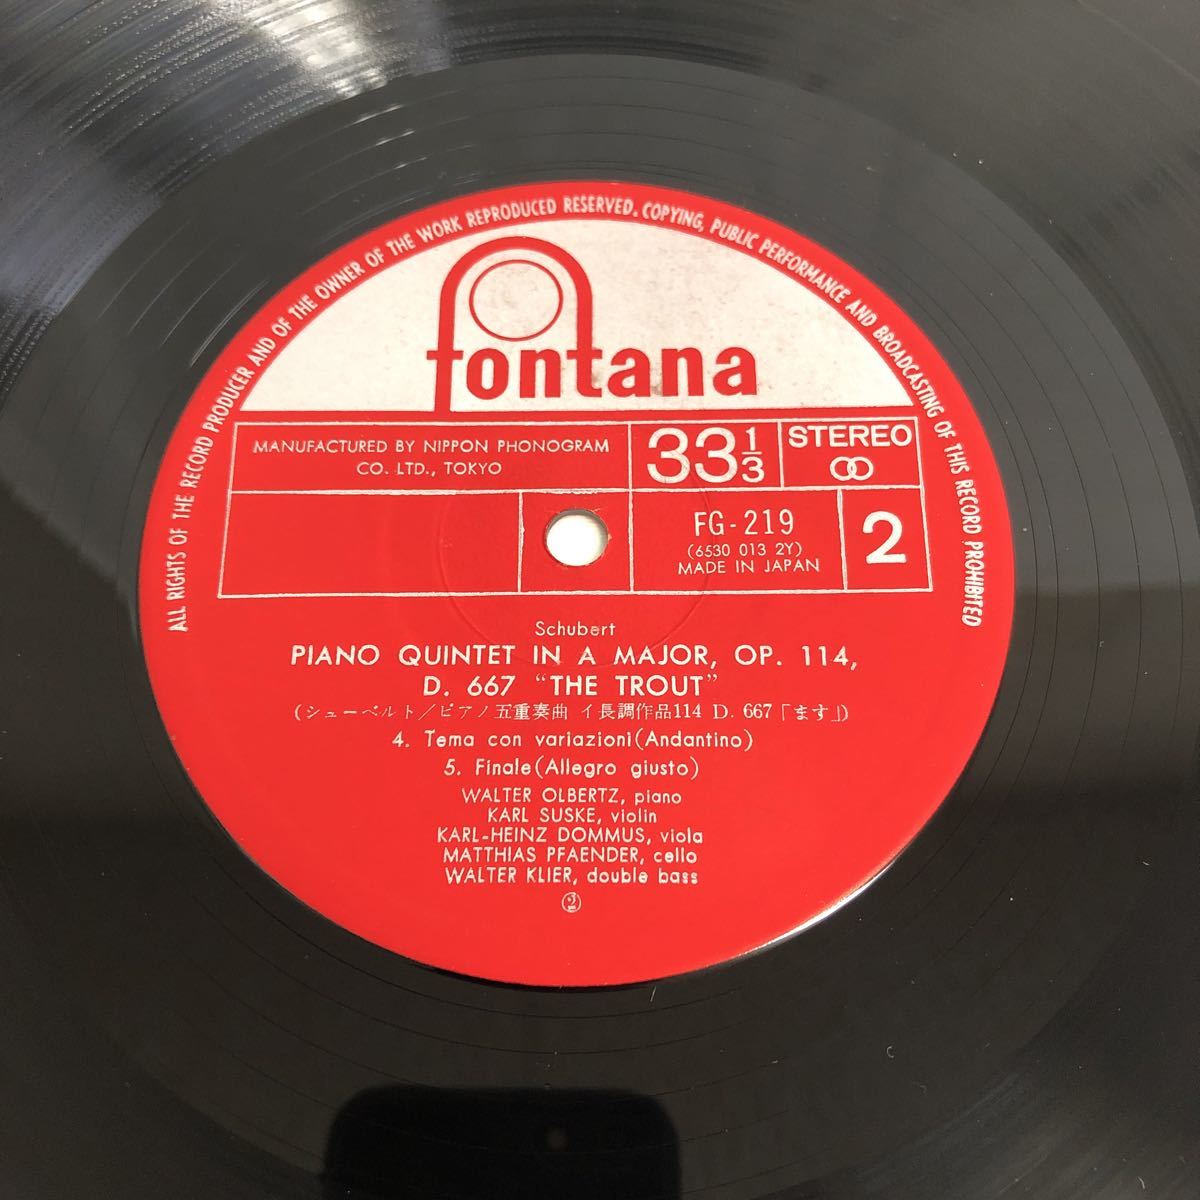 ALL RIGHTS OF THE RECORD PRODUCER AND OF THE OWNER OF THE WORK REPRODUCED RESERVED. COPYING, PUBLIC PERFORMANCE AND BROADCASTING OF THIS RECORD PROHIBITED
fontana
MANUFACTURED BY NIPPON PHONOGRAM
CO. LTD., TOKYO
33 1/3
STEREO
FG-219
(6530 013 2Y)
MADE IN JAPAN
2
Schubert
PIANO QUINTET IN A MAJOR, OP. 114,
D. 667 “THE TROUT”
(シューベルト/ピアノ五重奏曲 イ長調作品114 D. 667「ます」)
4. Tema con variazioni(Andantino)
5. Finale(Allegro giusto)
WALTER OLBERTZ, piano
KARL SUSKE, violin
KARL-HEINZ DOMMUS, viola
MATTHIAS PFAENDER, cello
WALTER KLIER, double bass
②